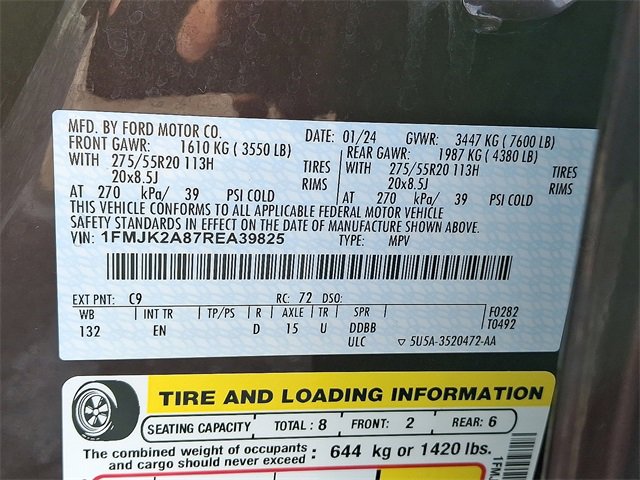 MFD. BY FORD MOTOR CO. DATE: 01/24 GVWR: 3447 KG ( 7600 LB)
FRONT GAWR: 1610 KG ( 3550 LB) REAR GAWR: 1987 KG ( 4380 LB)
WITH 275/55R20 113H TIRES WITH 275/55R20 113H TIRES
20x8.5J RIMS 20x8.5J RIMS
AT 270 kPa/ 39 PSI COLD AT 270 kPa/ 39 PSI COLD
THIS VEHICLE CONFORMS TO ALL APPLICABLE FEDERAL MOTOR VEHICLE
SAFETY STANDARDS IN EFFECT ON THE DATE OF MANUFACTURE SHOWN ABOVE.
VIN: 1FMJK2A87REA39825 TYPE: MPV
EXT PNT: C9 RC: 72 DSO:
WB INT TR TP/PS R AXLE TR SPR F0282
132 EN D 15 U DDBB T0492
ULC ▽ 5U5A-3520472-AA
TIRE AND LOADING INFORMATION
SEATING CAPACITY TOTAL : 8 FRONT: 2 REAR: 6
The combined weight of occupants
and cargo should never exceed : 644 kg or 1420 lbs.
1FMJ